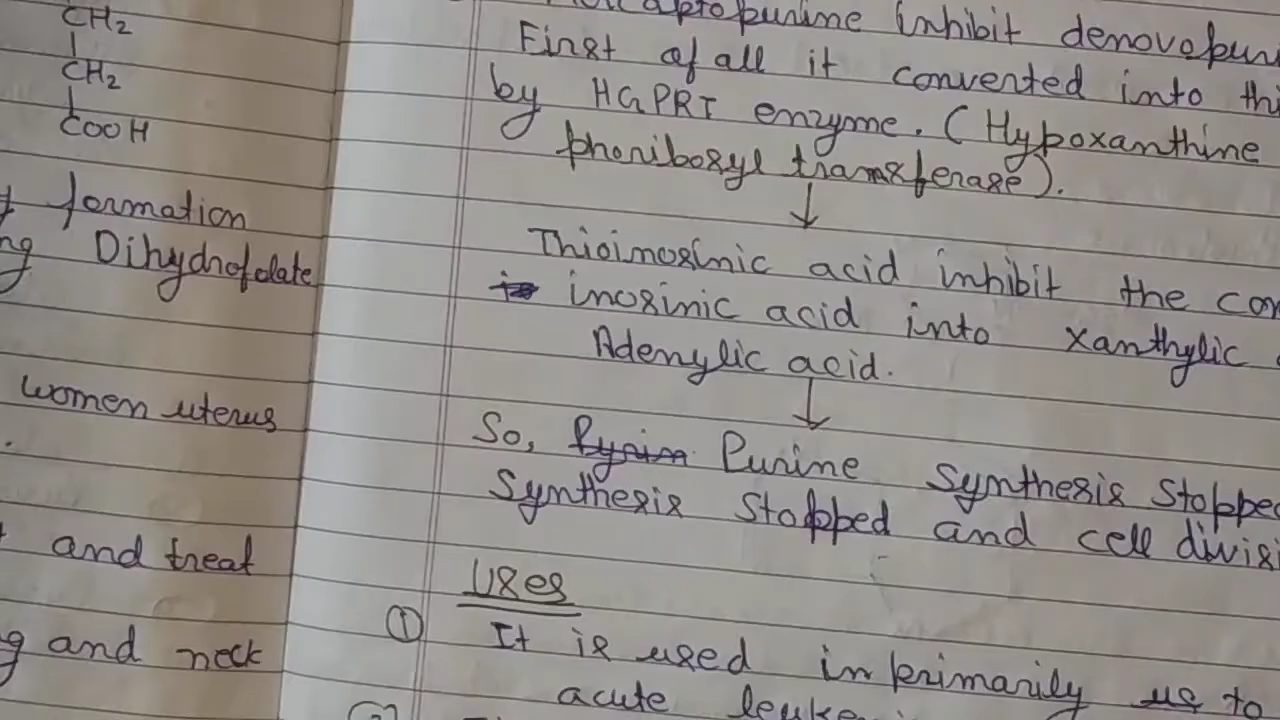 CH2
CH2
COOH
formation
Dihydrofolate
women uterus
and treat
and neck
inhibit denovo
First of all it converted into
by HGPRT enzyme. (Hypoxanthine
phoribosyl transferase).
↓
Thioinosinic acid inhibit the
inosinic acid into xanthylic
Adenylic acid.
↓
So, Purine Synthesis Stopped
Synthesis Stopped and cell
Uses
① It is used in primarily us to
acute